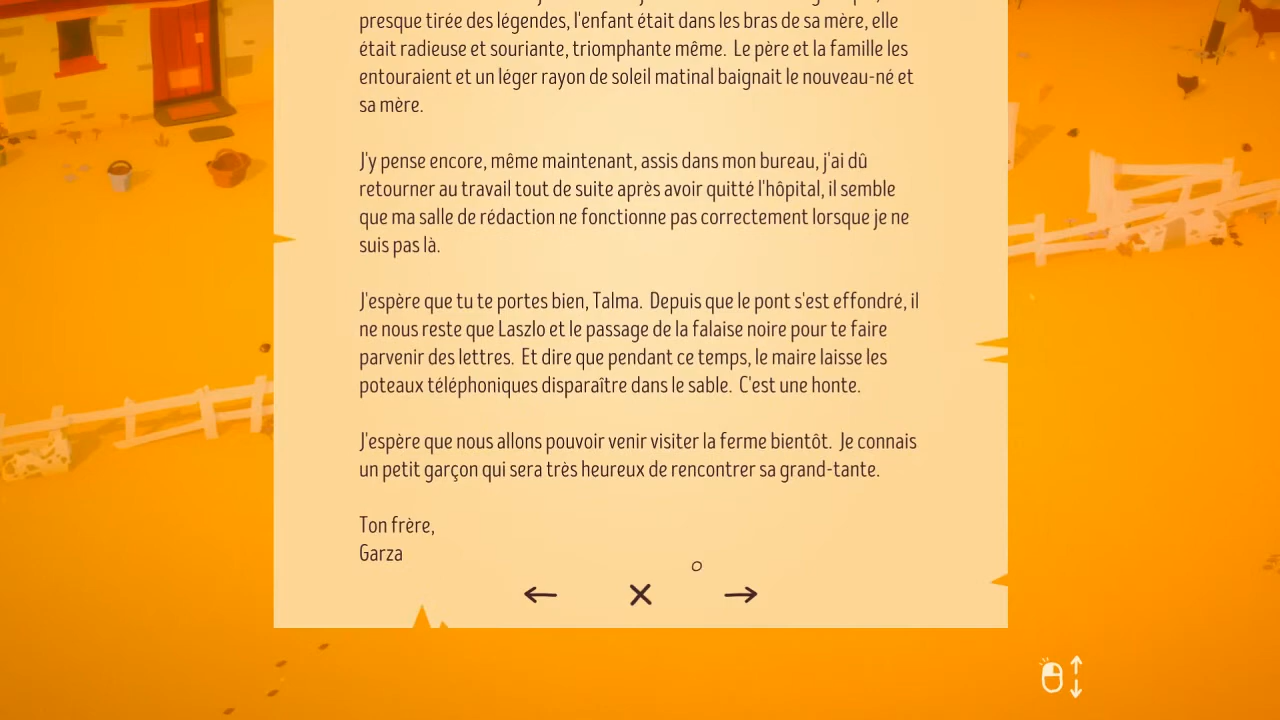 presque tirée des légendes, l'enfant était dans les bras de sa mère, elle
était radieuse et souriante, triomphante même. Le père et la famille les
entouraient et un léger rayon de soleil matinal baignait le nouveau-né et
sa mère.
J'y pense encore, même maintenant, assis dans mon bureau, j'ai dû
retourner au travail tout de suite après avoir quitté l'hôpital, il semble
que ma salle de rédaction ne fonctionne pas correctement lorsque je ne
suis pas là.
J'espère que tu te portes bien, Talma. Depuis que le pont s'est effondré, il
ne nous reste que Laszlo et le passage de la falaise noire pour te faire
parvenir des lettres. Et dire que pendant ce temps, le maire laisse les
poteaux téléphoniques disparaître dans le sable. C'est une honte.
J'espère que nous allons pouvoir venir visiter la ferme bientôt. Je connais
un petit garçon qui sera très heureux de rencontrer sa grand-tante.
Ton frère,
Garza